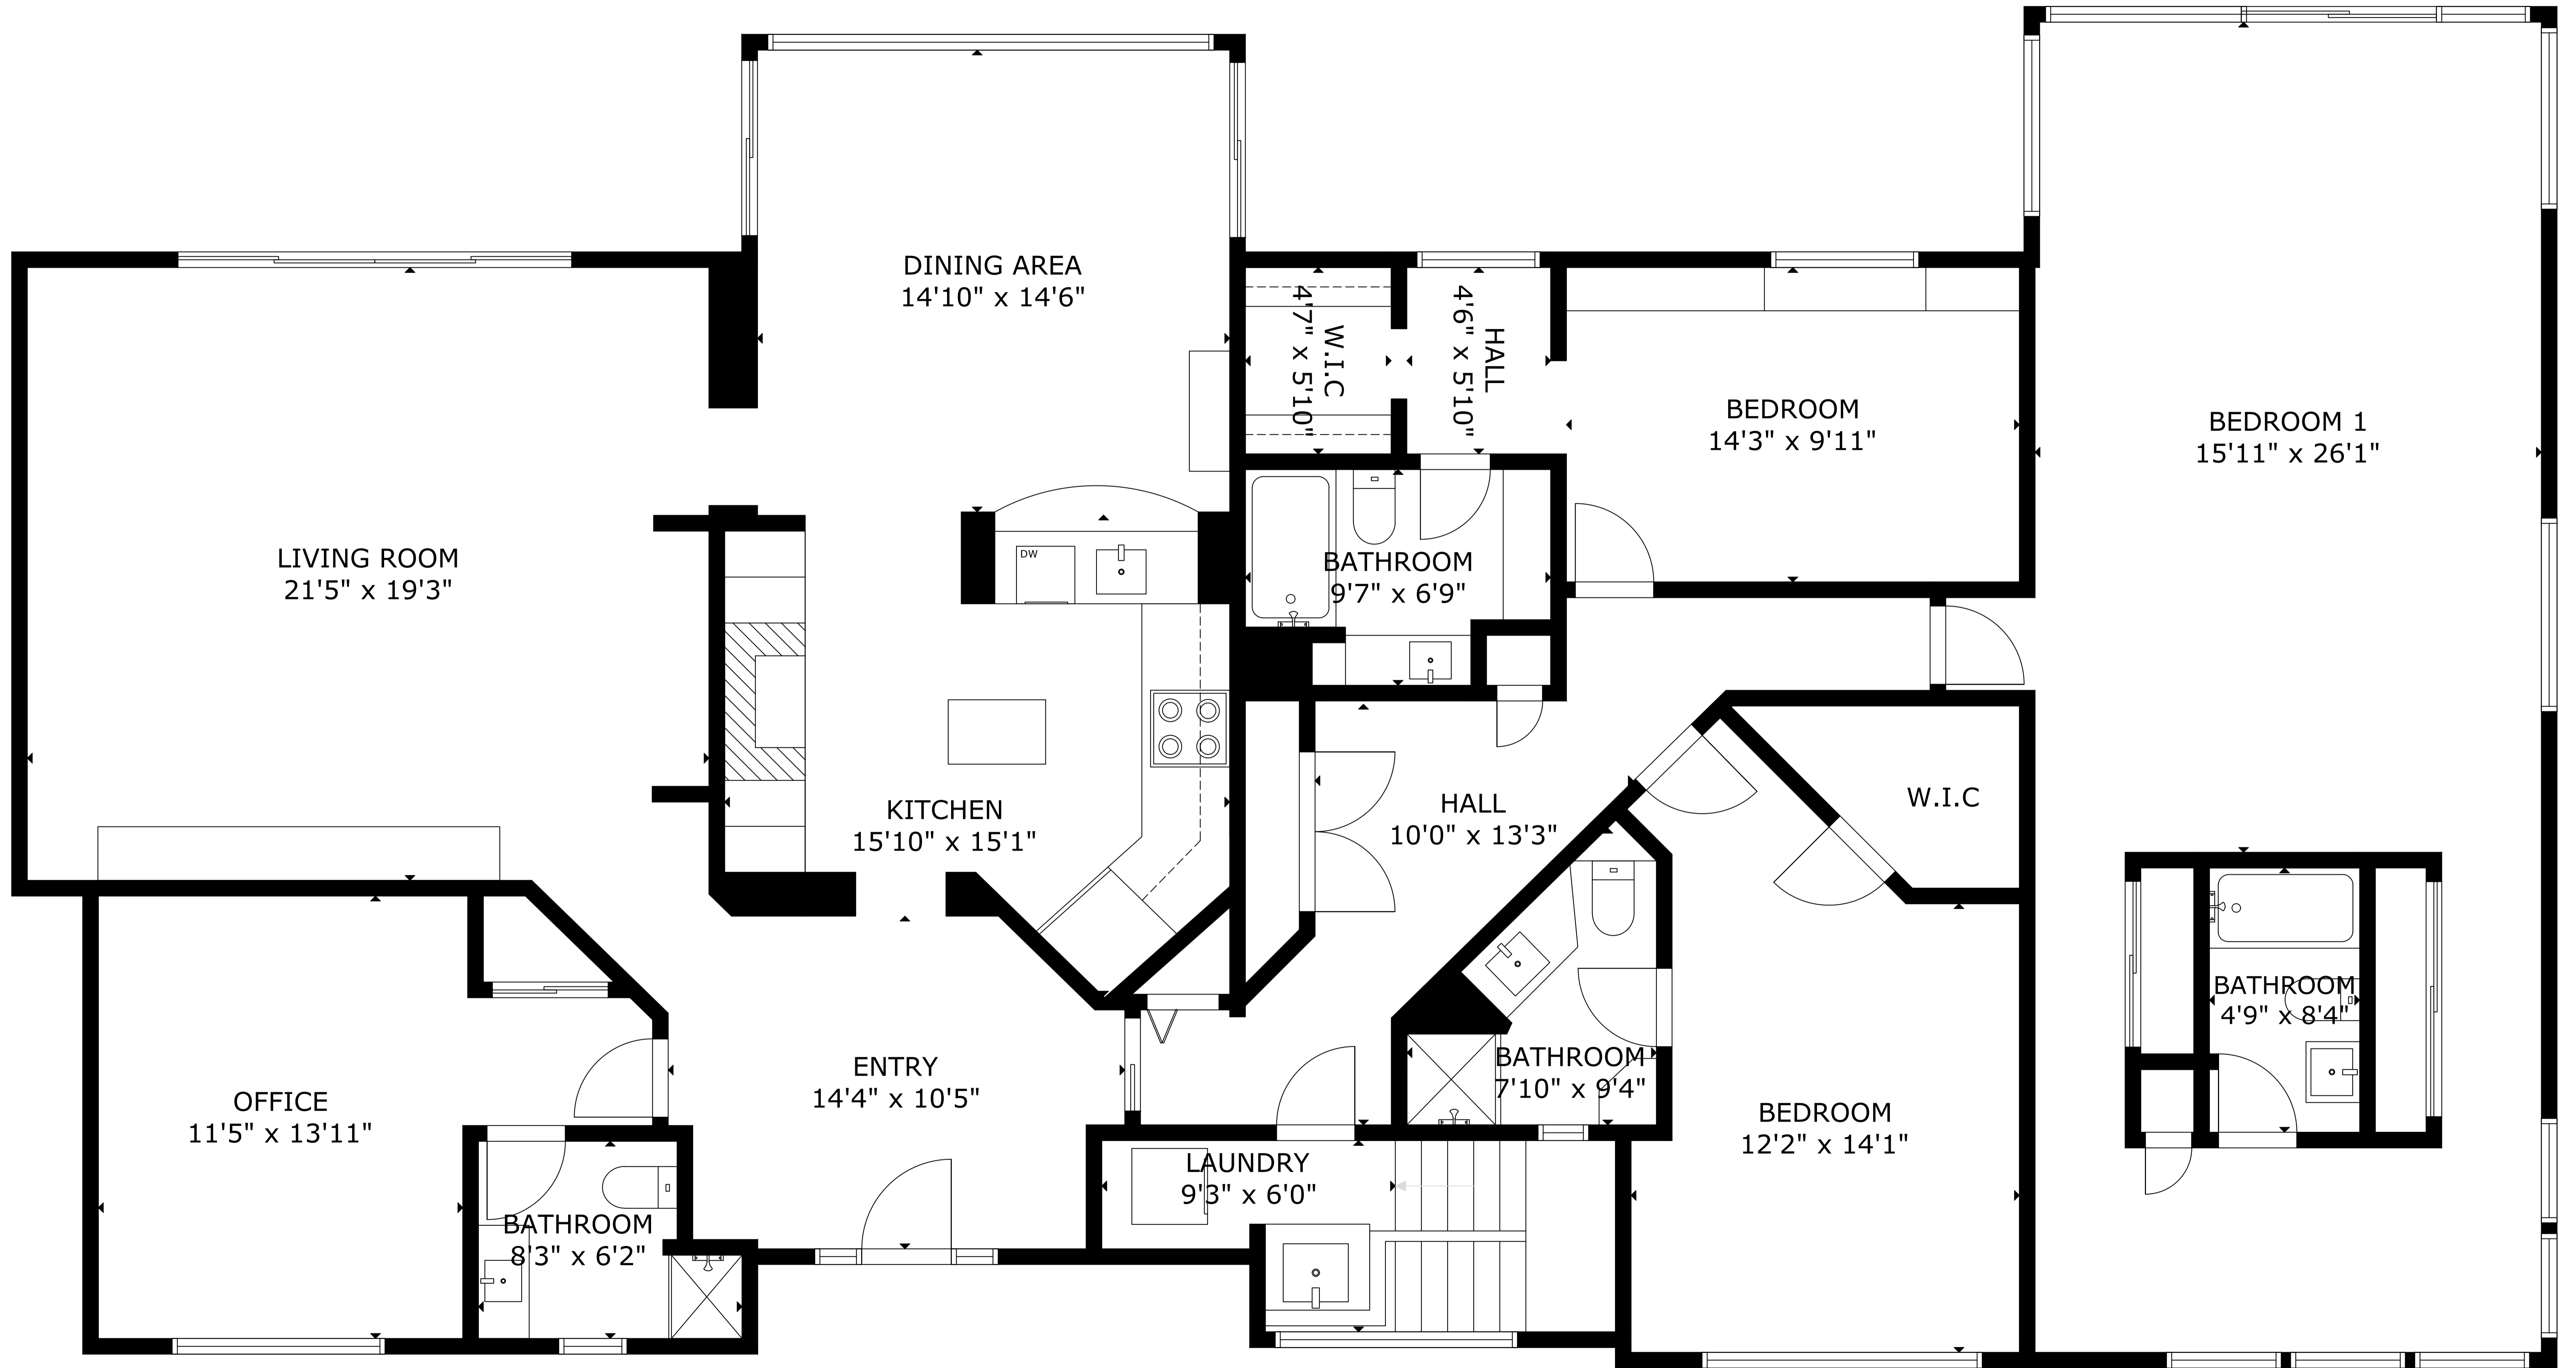 DINING AREA
14'10" x 14'6"
W.I.C
4'7" x 5'10"
HALL
4'6" x 5'10"
BEDROOM
14'3" x 9'11"
BEDROOM 1
15'11" x 26'1"
LIVING ROOM
21'5" x 19'3"
DW
BATHROOM
9'7" x 6'9"
KITCHEN
15'10" x 15'1"
HALL
10'0" x 13'3"
W.I.C
BATHROOM
4'9" x 8'4"
OFFICE
11'5" x 13'11"
ENTRY
14'4" x 10'5"
BATHROOM
7'10" x 9'4"
BEDROOM
12'2" x 14'1"
LAUNDRY
9'3" x 6'0"
BATHROOM
8'3" x 6'2"